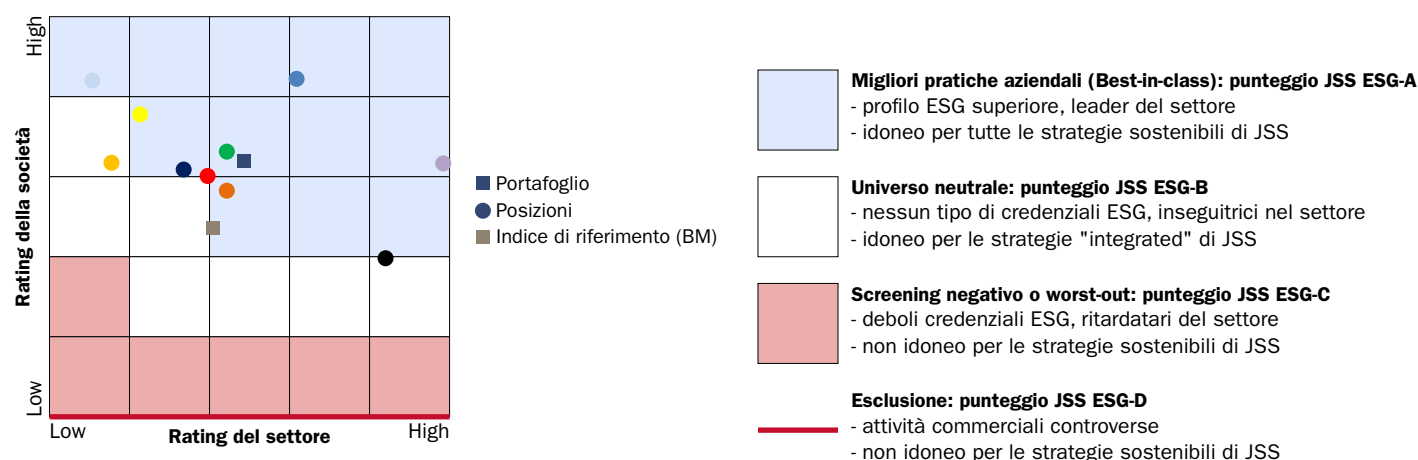 High
Rating della società
Low
Low
Rating del settore
High
Portafoglio
Posizioni
Indice di riferimento (BM)
Migliori pratiche aziendali (Best-in-class): punteggio JSS ESG-A
- profilo ESG superiore, leader del settore
- idoneo per tutte le strategie sostenibili di JSS
Universo neutrale: punteggio JSS ESG-B
- nessun tipo di credenziali ESG, inseguitrici nel settore
- idoneo per le strategie "integrated" di JSS
Screening negativo o worst-out: punteggio JSS ESG-C
- deboli credenziali ESG, ritardatari del settore
- non idoneo per le strategie sostenibili di JSS
Esclusione: punteggio JSS ESG-D
- attività commerciali controverse
- non idoneo per le strategie sostenibili di JSS